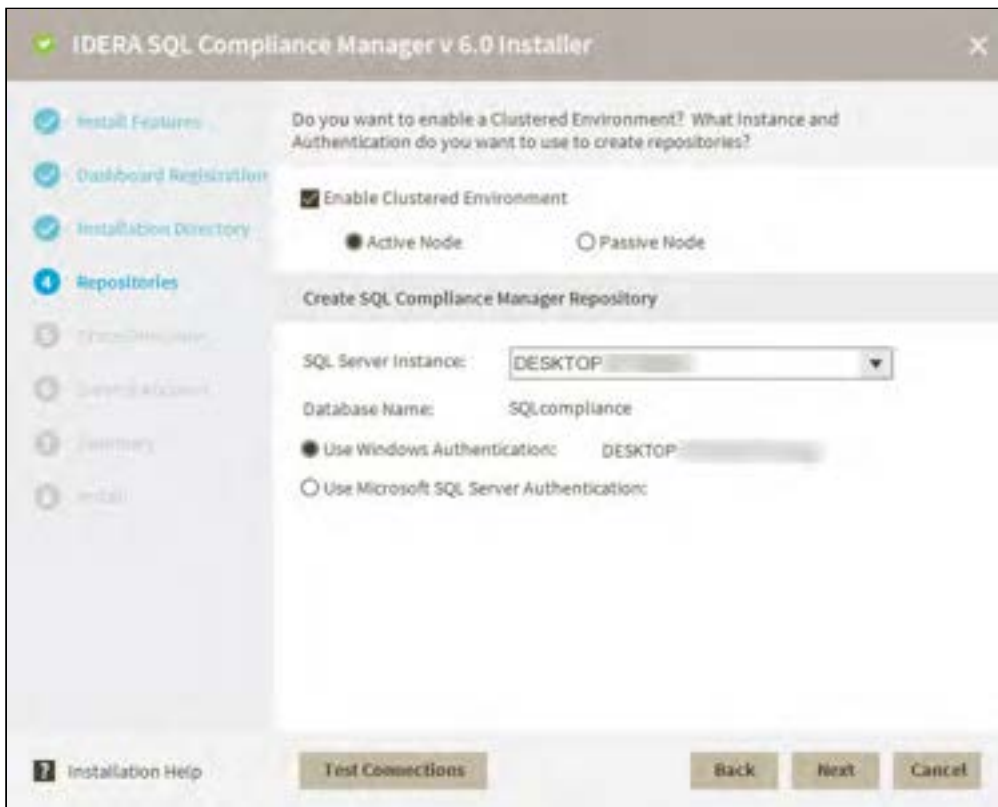 IDERA SQL Compliance Manager v 6.0 Installer
Install Features
Dashboard Registration
Installation Directory
4 Repositories
Summary
Install
Do you want to enable a Clustered Environment? What Instance and
Authentication do you want to use to create repositories?
Enable Clustered Environment
Active Node
Passive Node
Create SQL Compliance Manager Repository
SQL Server Instance: DESKTOP
Database Name: SQLcompliance
Use Windows Authentication: DESKTOP
Use Microsoft SQL Server Authentication:
? Installation Help
Test Connections
Back
Next
Cancel